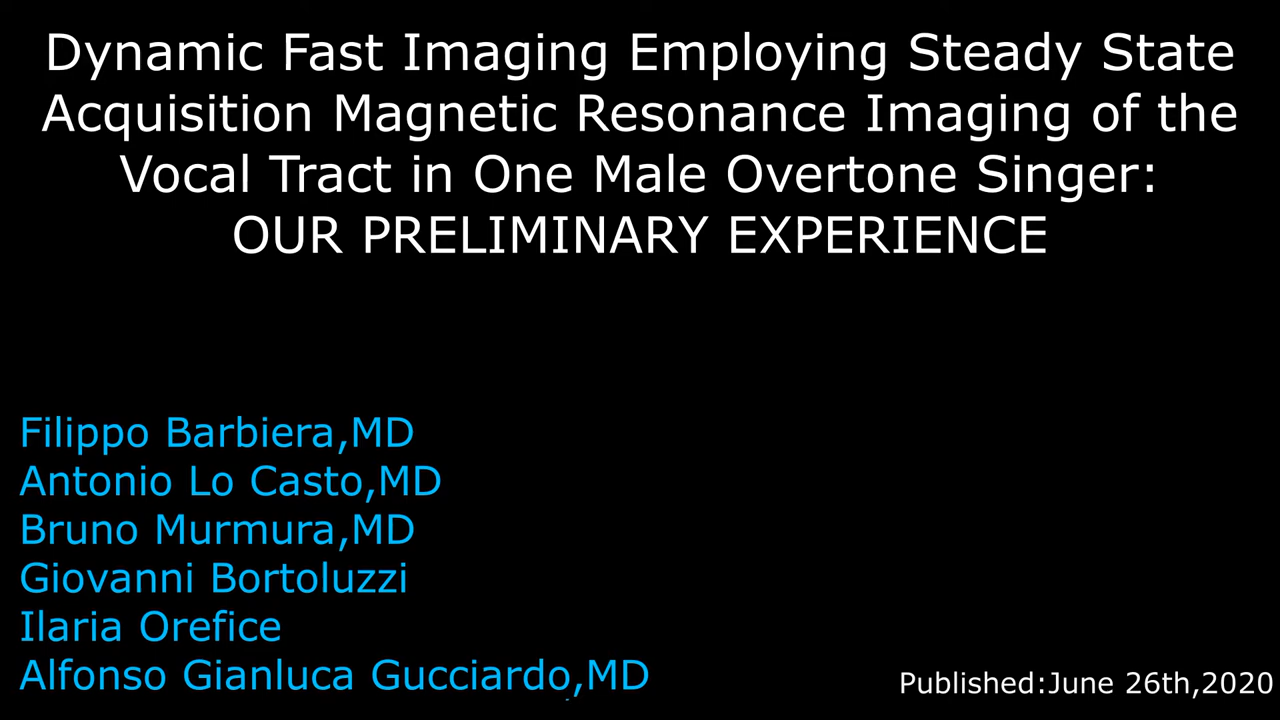 Dynamic Fast Imaging Employing Steady State
Acquisition Magnetic Resonance Imaging of the
Vocal Tract in One Male Overtone Singer:
OUR PRELIMINARY EXPERIENCE
Filippo Barbiera,MD
Antonio Lo Casto,MD
Bruno Murmura,MD
Giovanni Bortoluzzi
Ilaria Orefice
Alfonso Gianluca Gucciardo,MD
Published:June 26th,2020